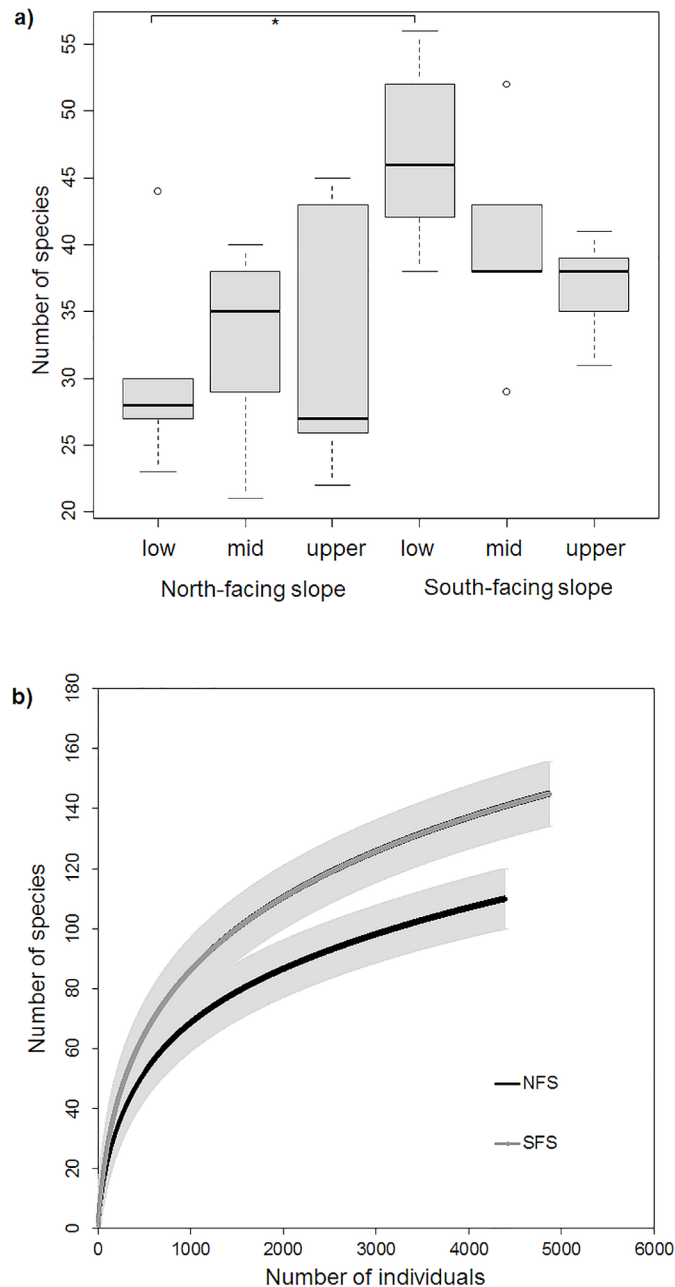 a)
*
Number of species
55
50
45
40
35
30
25
20
low mid upper low mid upper
North-facing slope South-facing slope
b)
Number of species
180
160
140
120
100
80
60
40
20
0
NFS
SFS
0 1000 2000 3000 4000 5000 6000
Number of individuals